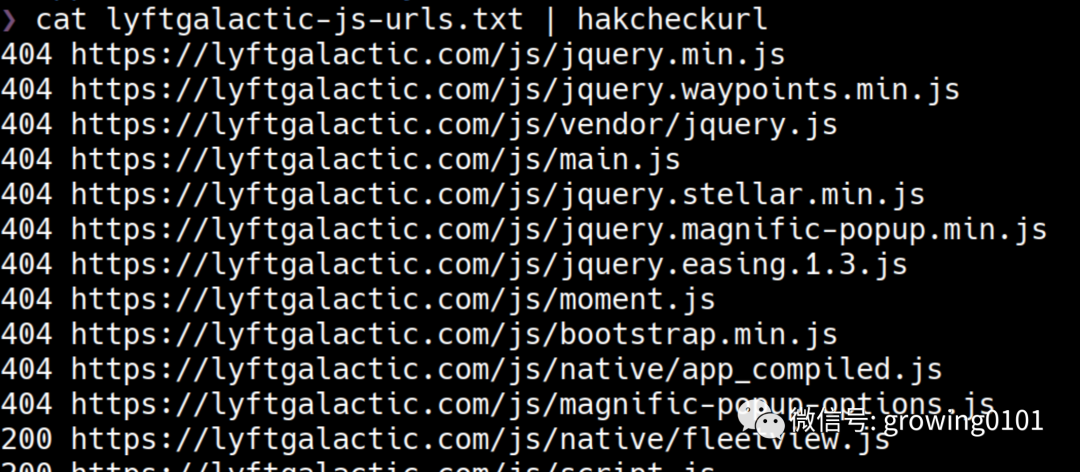 ❯ cat lyftgalactic-js-urls.txt | hakcheckurl
404 https://lyftgalactic.com/js/jquery.min.js
404 https://lyftgalactic.com/js/jquery.waypoints.min.js
404 https://lyftgalactic.com/js/vendor/jquery.js
404 https://lyftgalactic.com/js/main.js
404 https://lyftgalactic.com/js/jquery.stellar.min.js
404 https://lyftgalactic.com/js/jquery.magnific-popup.min.js
404 https://lyftgalactic.com/js/jquery.easing.1.3.js
404 https://lyftgalactic.com/js/moment.js
404 https://lyftgalactic.com/js/bootstrap.min.js
404 https://lyftgalactic.com/js/native/app_compiled.js
404 https://lyftgalactic.com/js/magnific-popup-options.js
微信号: growing0101
200 https://lyftgalactic.com/js/native/fleetview.js
200 https://lyftgalactic.com/js/script.js